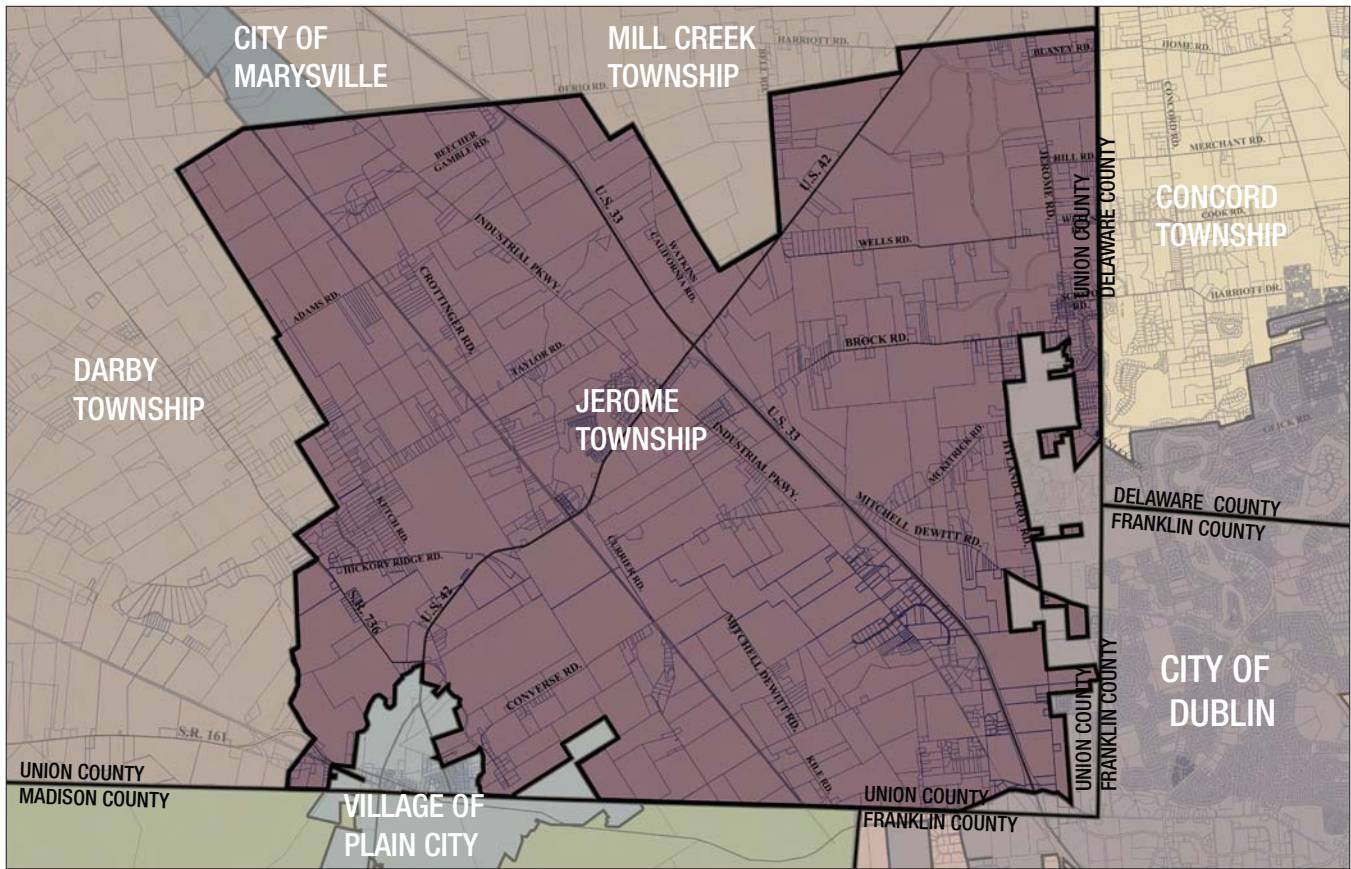 CITY OF
MARYSVILLE
MILL CREEK
TOWNSHIP
HARRIOTT RD.
BLANEY RD.
HOME RD.
CONCORD RD.
MERCHANT RD.
BEECHER
GAMBLE RD.
U.S. 33
U.S. 42
JEROME RD.
HILL RD.
UNION COUNTY
DELAWARE COUNTY
CONCORD
TOWNSHIP
COOK RD.
INDUSTRIAL PKWY.
WATKINS
CALIFORNIA RD.
WELLS RD.
HARRIOTT DR.
ADAMS RD.
CROTTINGER RD.
TAYLOR RD.
BROCK RD.
DARBY
TOWNSHIP
JEROME
TOWNSHIP
INDUSTRIAL PKWY.
U.S. 33
GLICK RD.
MCKITRICK RD.
HYLAND-CROY RD.
MITCHELL DEWITT RD.
DELAWARE COUNTY
FRANKLIN COUNTY
KETCH RD.
HICKORY RIDGE RD.
CURRIER RD.
S.R. 736
U.S. 42
MITCHELL DEWITT RD.
CONVERSE RD.
UNION COUNTY
FRANKLIN COUNTY
CITY OF
DUBLIN
S.R. 161
KILE RD.
UNION COUNTY
MADISON COUNTY
VILLAGE OF
PLAIN CITY
UNION COUNTY
FRANKLIN COUNTY